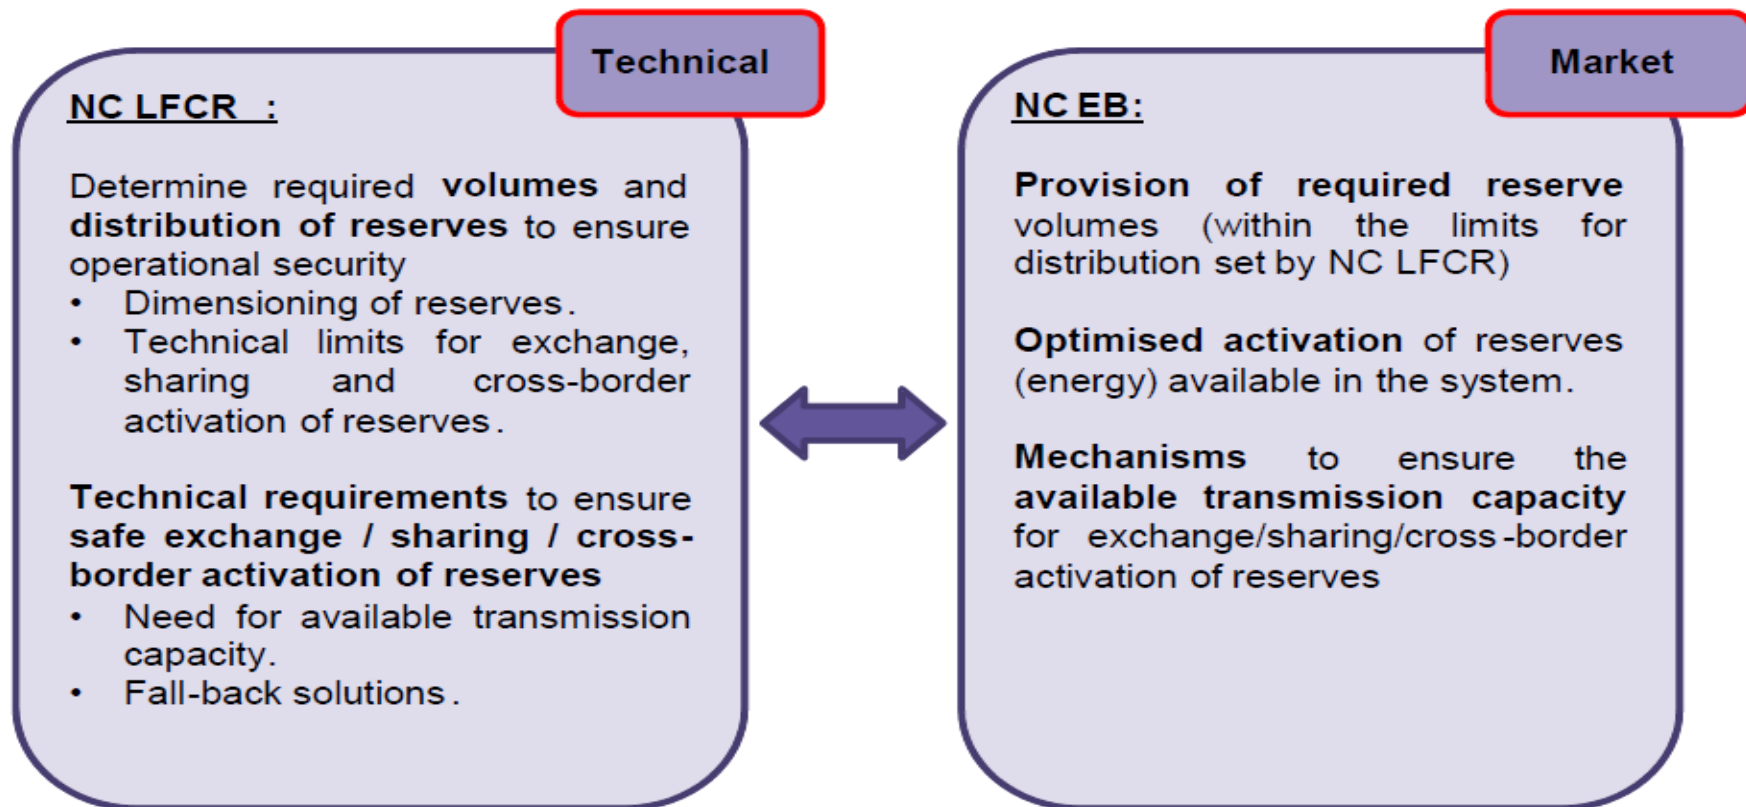 Technical
NC LFCR :
Determine required volumes and
distribution of reserves to ensure
operational security
• Dimensioning of reserves.
• Technical limits for exchange,
sharing and cross-border
activation of reserves.
Technical requirements to ensure
safe exchange / sharing / cross-
border activation of reserves
• Need for available transmission
capacity.
• Fall-back solutions.
Market
NC EB:
Provision of required reserve
volumes (within the limits for
distribution set by NC LFCR)
Optimised activation of reserves
(energy) available in the system.
Mechanisms to ensure the
available transmission capacity
for exchange/sharing/cross-border
activation of reserves